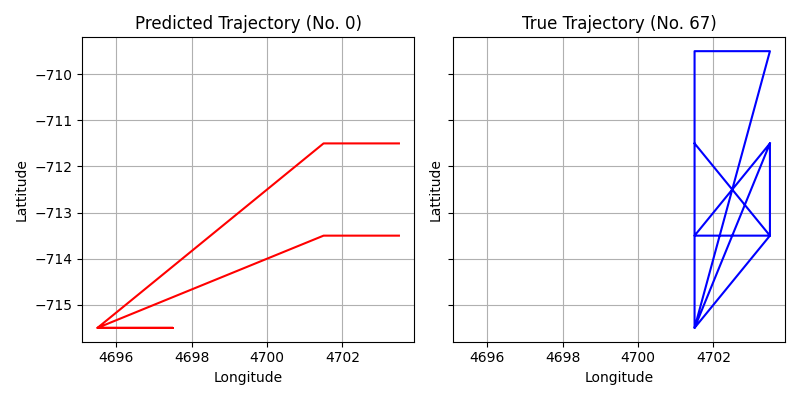 Predicted Trajectory (No. 0)
True Trajectory (No. 67)
−710
−711
−712
−713
−714
−715
Lattitude
Lattitude
4696 4698 4700 4702
4696 4698 4700 4702
Longitude
Longitude